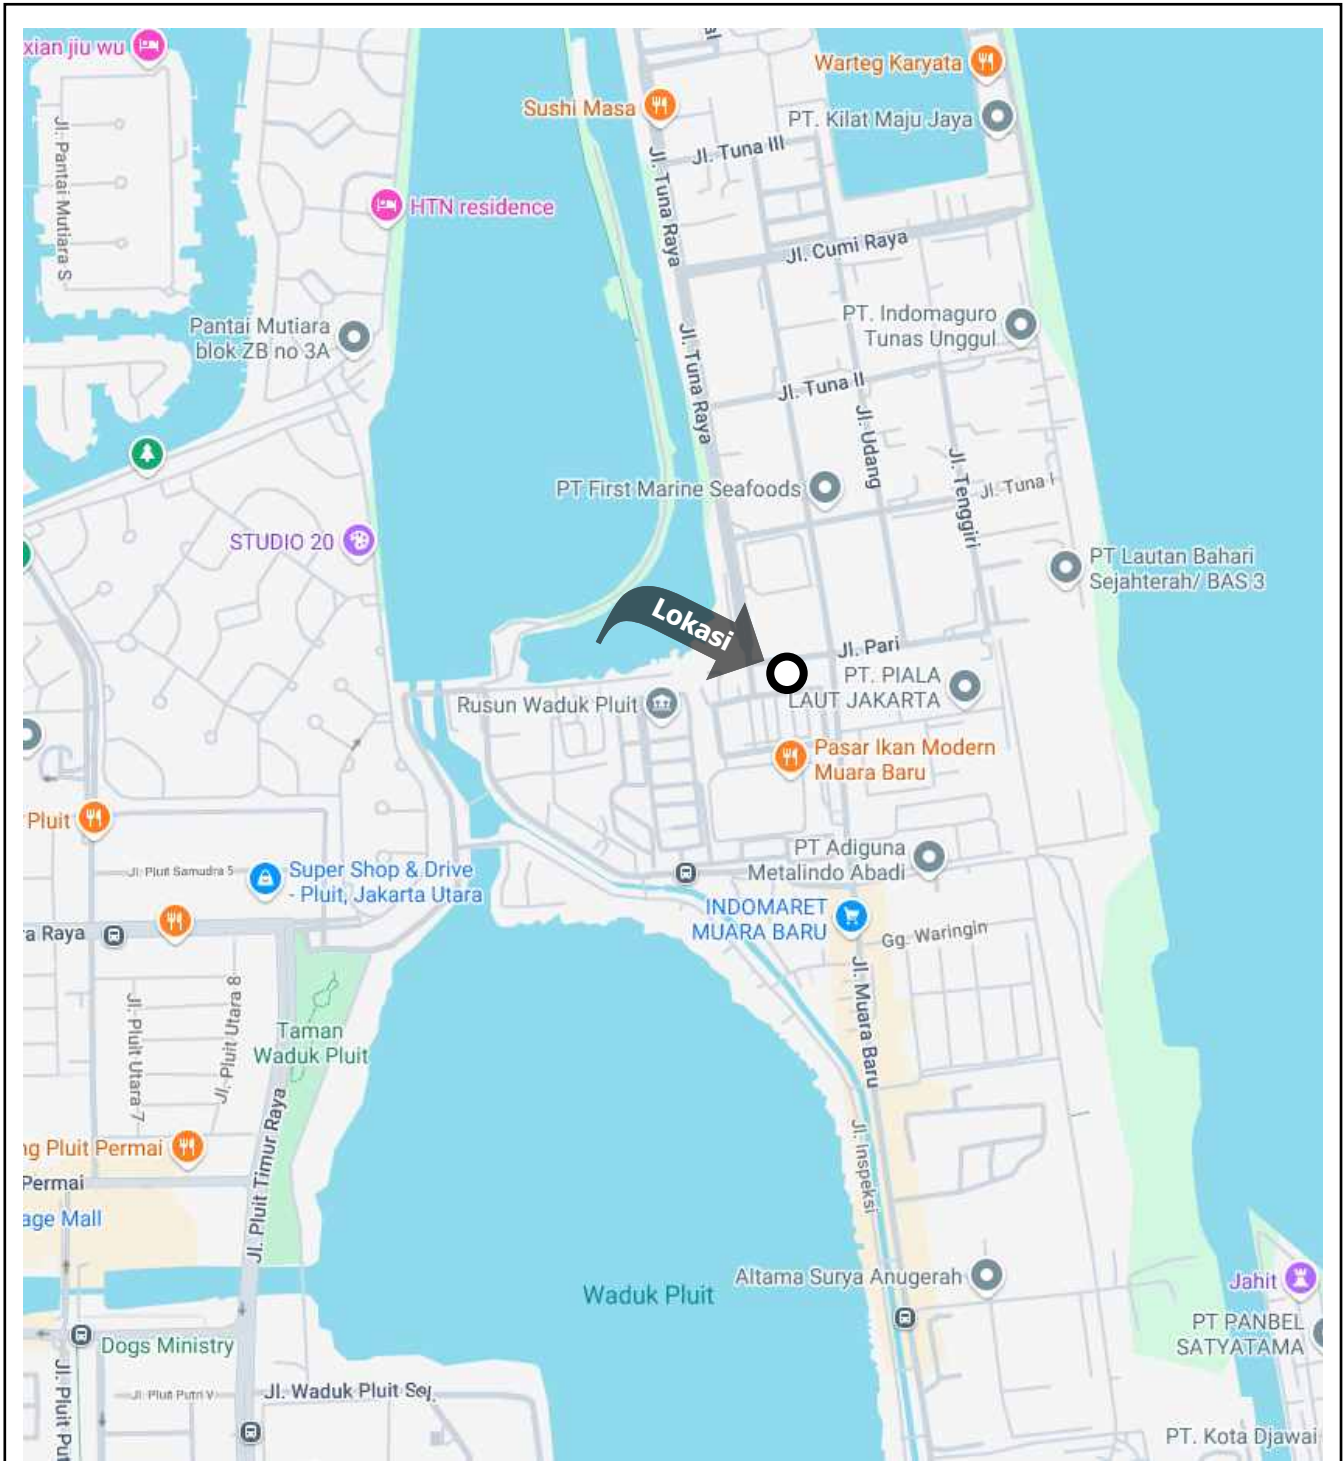 xian jiu wu
Warteg Karyata
Sushi Masa
PT. Kilat Maju Jaya
Jl. Tuna III
Jl. Pantai Mutiara S
Jl. Tuna Raya
HTN residence
Jl. Cumi Raya
PT. Indomaguro
Tunas Unggul
Pantai Mutiara
blok ZB no 3A
Jl. Tuna Raya
Jl. Tuna II
Jl. Udang
Jl. Tenggiri
PT First Marine Seafoods
Jl. Tuna I
STUDIO 20
PT Lautan Bahari
Sejahterah/ BAS 3
Lokasi
Jl. Pari
PT. PIALA
LAUT JAKARTA
Rusun Waduk Pluit
Pasar Ikan Modern
Muara Baru
Pluit
PT Adiguna
Metalindo Abadi
Jl. Pluit Samudra 5
Super Shop & Drive
- Pluit, Jakarta Utara
INDOMARET
MUARA BARU
a Raya
Gg. Waringin
Jl. Muara Baru
Jl. Pluit Utara 7
Jl. Pluit Utara 8
Taman
Waduk Pluit
Jl. Pluit Timur Raya
ng Pluit Permai
Jl. Inspeksi
Permai
age Mall
Waduk Pluit
Altama Surya Anugerah
Jahit
PT PANBEL
SATYATAMA
Dogs Ministry
Jl. Pluit Putri V
Jl. Waduk Pluit Sel.
Jl. Pluit Put
PT. Kota Djawai